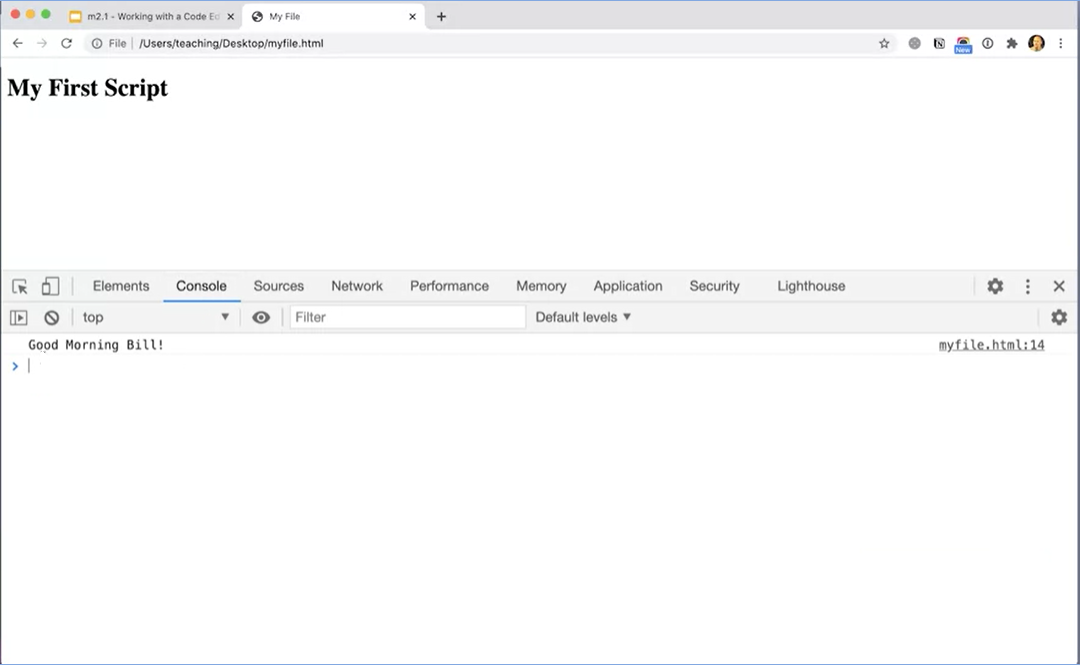 m2.1 - Working with a Code Ed
My File
File /Users/teaching/Desktop/myfile.html
New
My First Script
Elements Console Sources Network Performance Memory Application Security Lighthouse
top Filter Default levels
Good Morning Bill! myfile.html:14